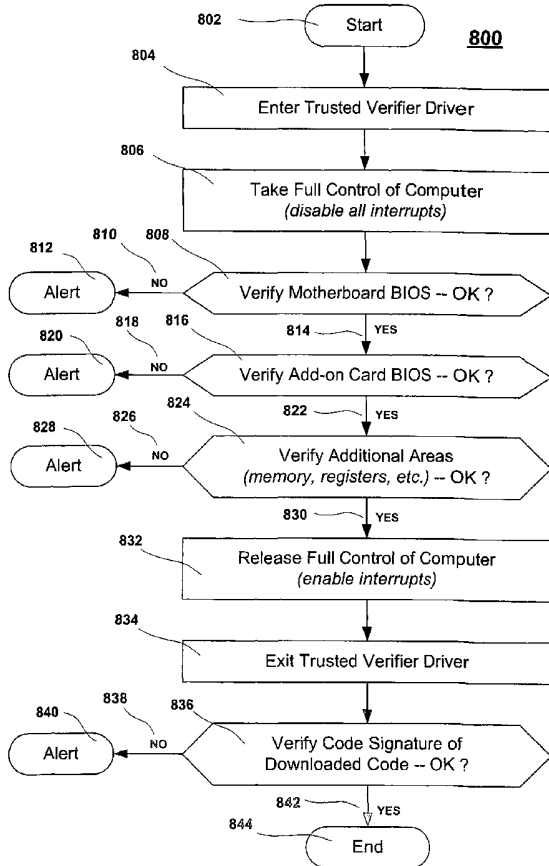 802
Start
800
804
Enter Trusted Verifier Driver
806
Take Full Control of Computer
(disable all interrupts)
812
810
808
Alert
NO
Verify Motherboard BIOS -- OK ?
814
YES
820
818
816
Alert
NO
Verify Add-on Card BIOS -- OK ?
822
YES
828
826
824
Alert
NO
Verify Additional Areas
(memory, registers, etc.) -- OK ?
830
YES
832
Release Full Control of Computer
(enable interrupts)
834
Exit Trusted Verifier Driver
840
838
836
Alert
NO
Verify Code Signature of
Downloaded Code -- OK ?
842
YES
844
End